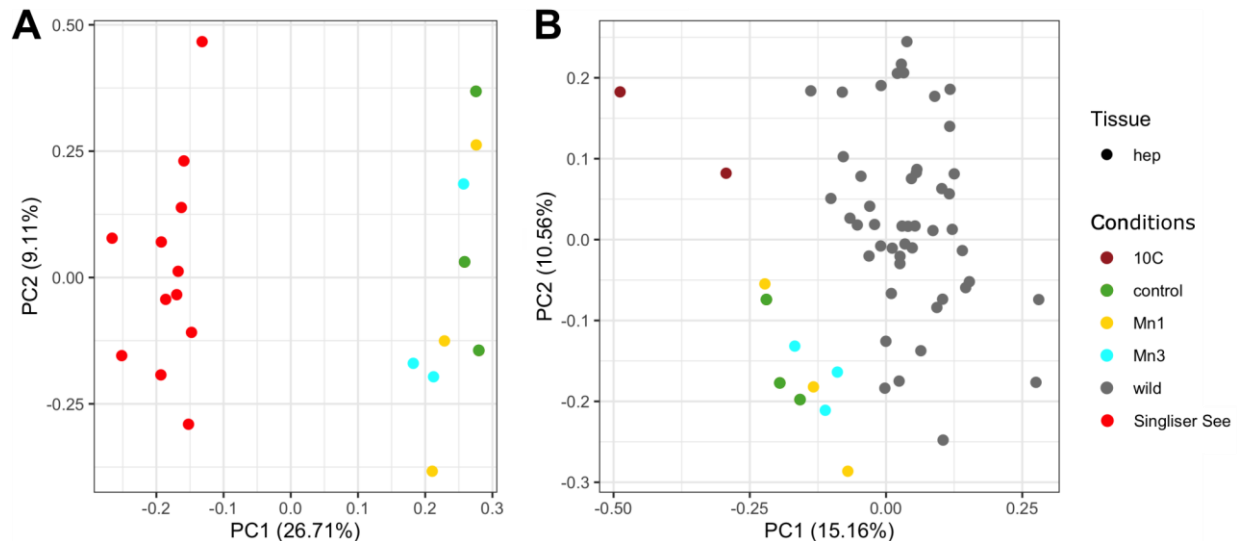 A
0.50
0.25
0.00
-0.25
PC2 (9.11%)
-0.2
-0.1
0.0
0.1
0.2
0.3
PC1 (26.71%)
B
0.2
0.1
0.0
-0.1
-0.2
-0.3
PC2 (10.56%)
-0.50
-0.25
0.00
0.25
PC1 (15.16%)
Tissue
hep
Conditions
10C
control
Mn1
Mn3
wild
Singliser See